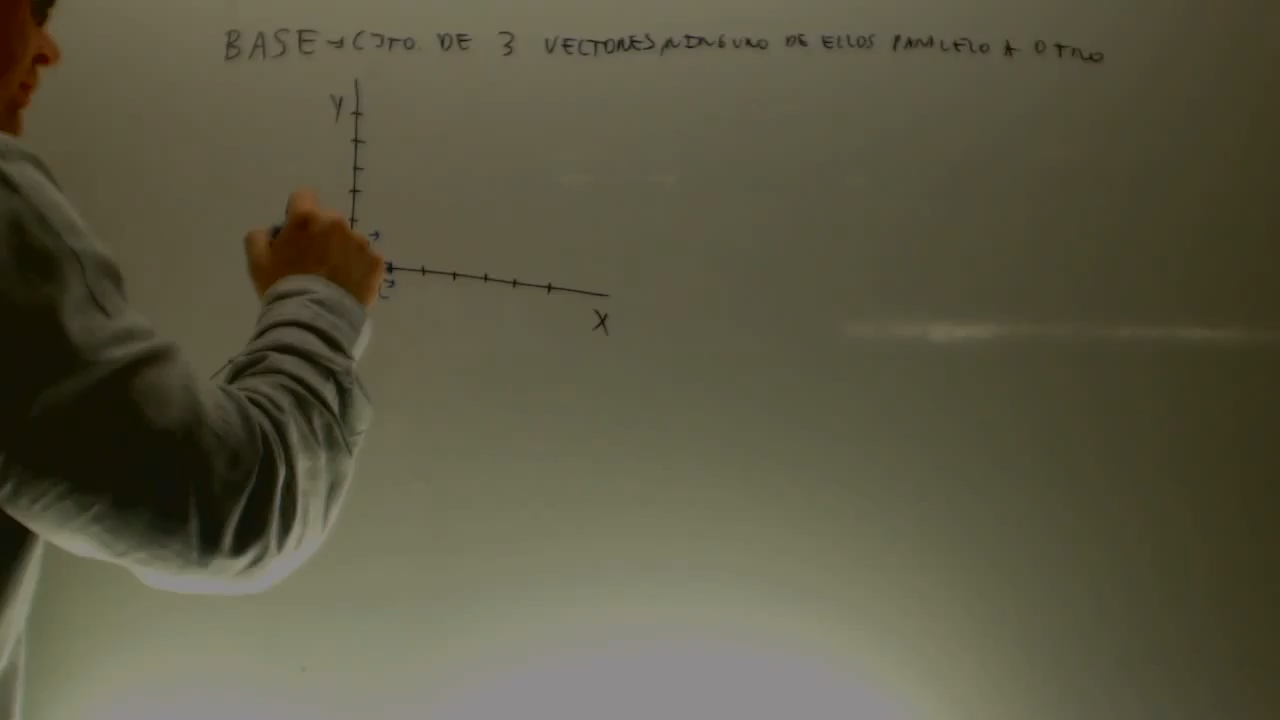 BASE → CJTO. DE 3 VECTORES, NINGUNO DE ELLOS PARALELO A OTRO
Y
X